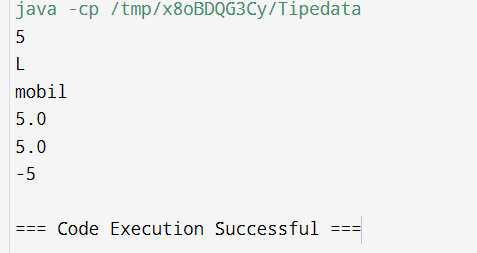 java -cp /tmp/x8oBDQG3Cy/Tipedata
5
L
mobil
5.0
5.0
-5
=== Code Execution Successful ===